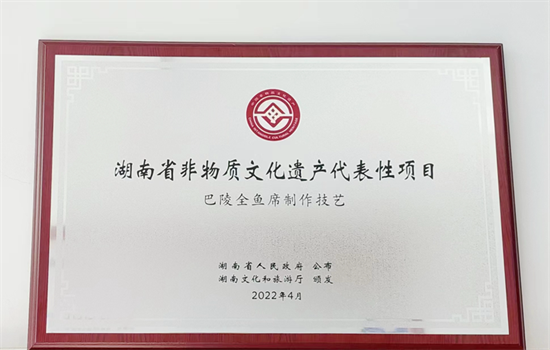 湖南省非物质文化遗产代表性项目
巴陵全鱼席制作技艺
湖南省人民政府 公布
湖南文化和旅游厅 颁发
2022年4月